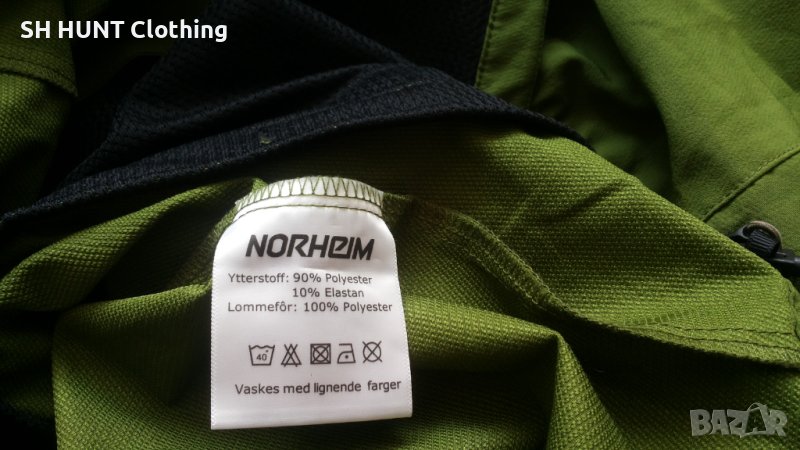 SH HUNT Clothing
NORHEIM
Ytterstoff: 90% Polyester
10% Elastan
Lommefôr: 100% Polyester
40
Vaskes med lignende farger
BAZAR